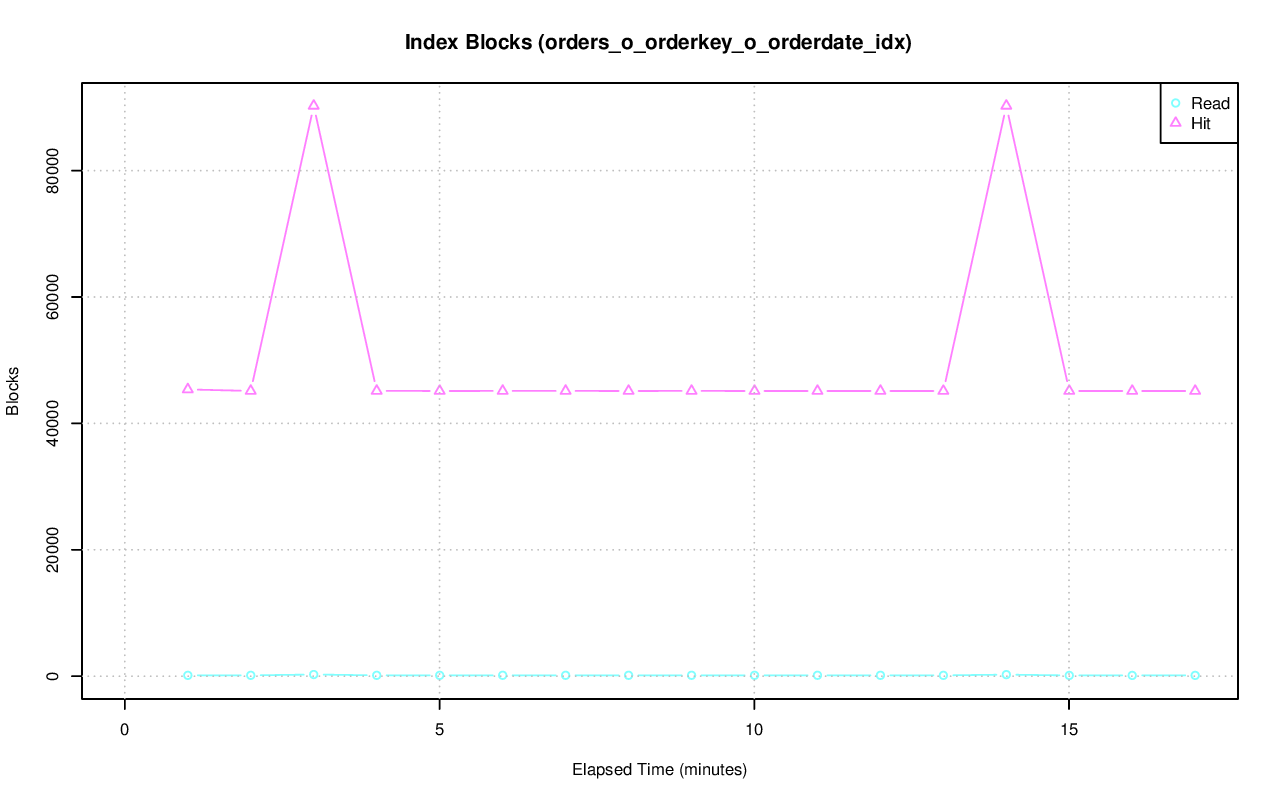 Index Blocks (orders_o_orderkey_o_orderdate_idx)
Read
Hit
Blocks
80000
60000
40000
20000
0
0 5 10 15
Elapsed Time (minutes)